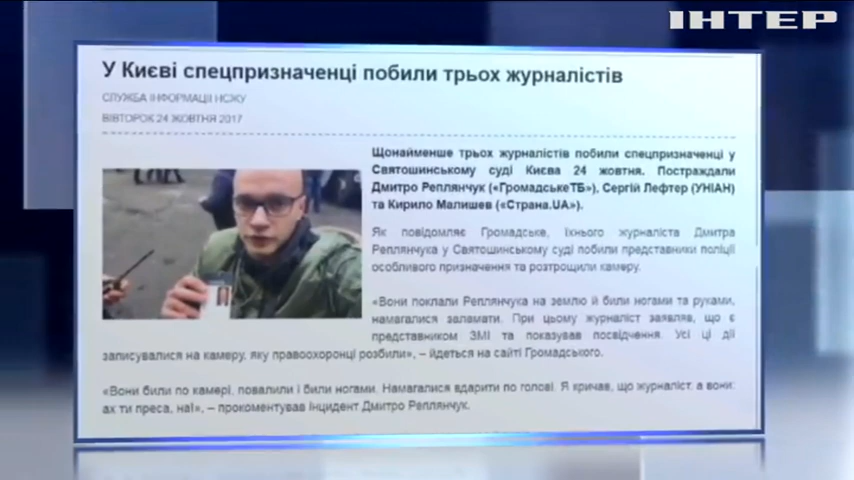 ІНТЕР
У Києві спецпризначенці побили трьох журналістів
СЛУЖБА ІНФОРМАЦІЇ НСЖУ
ВІВТОРОК 24 ЖОВТНЯ 2017
Щонайменше трьох журналістів побили спецпризначенці у
Святошинському суді Києва 24 жовтня. Постраждали
Дмитро Реплянчук («ГромадськеТБ»), Сергій Лефтер (УНІАН)
та Кирило Малишев («Страна.UA»).
Як повідомляє Громадське, їхнього журналіста Дмитра
Реплянчука у Святошинському суді побили представники поліції
особливого призначення та розтрощили камеру.
«Вони поклали Реплянчука на землю й били ногами та руками,
намагалися заламати. При цьому журналіст заявляв, що є
представником ЗМІ та показував посвідчення. Усі ці дії
записувалися на камеру, яку правоохоронці розбили», – йдеться на сайті Громадського.
«Вони били по камері, повалили і били ногами. Намагалися вдарити по голові. Я кричав, що журналіст, а вони:
ах ти преса, на!», – прокоментував інцидент Дмитро Реплянчук.